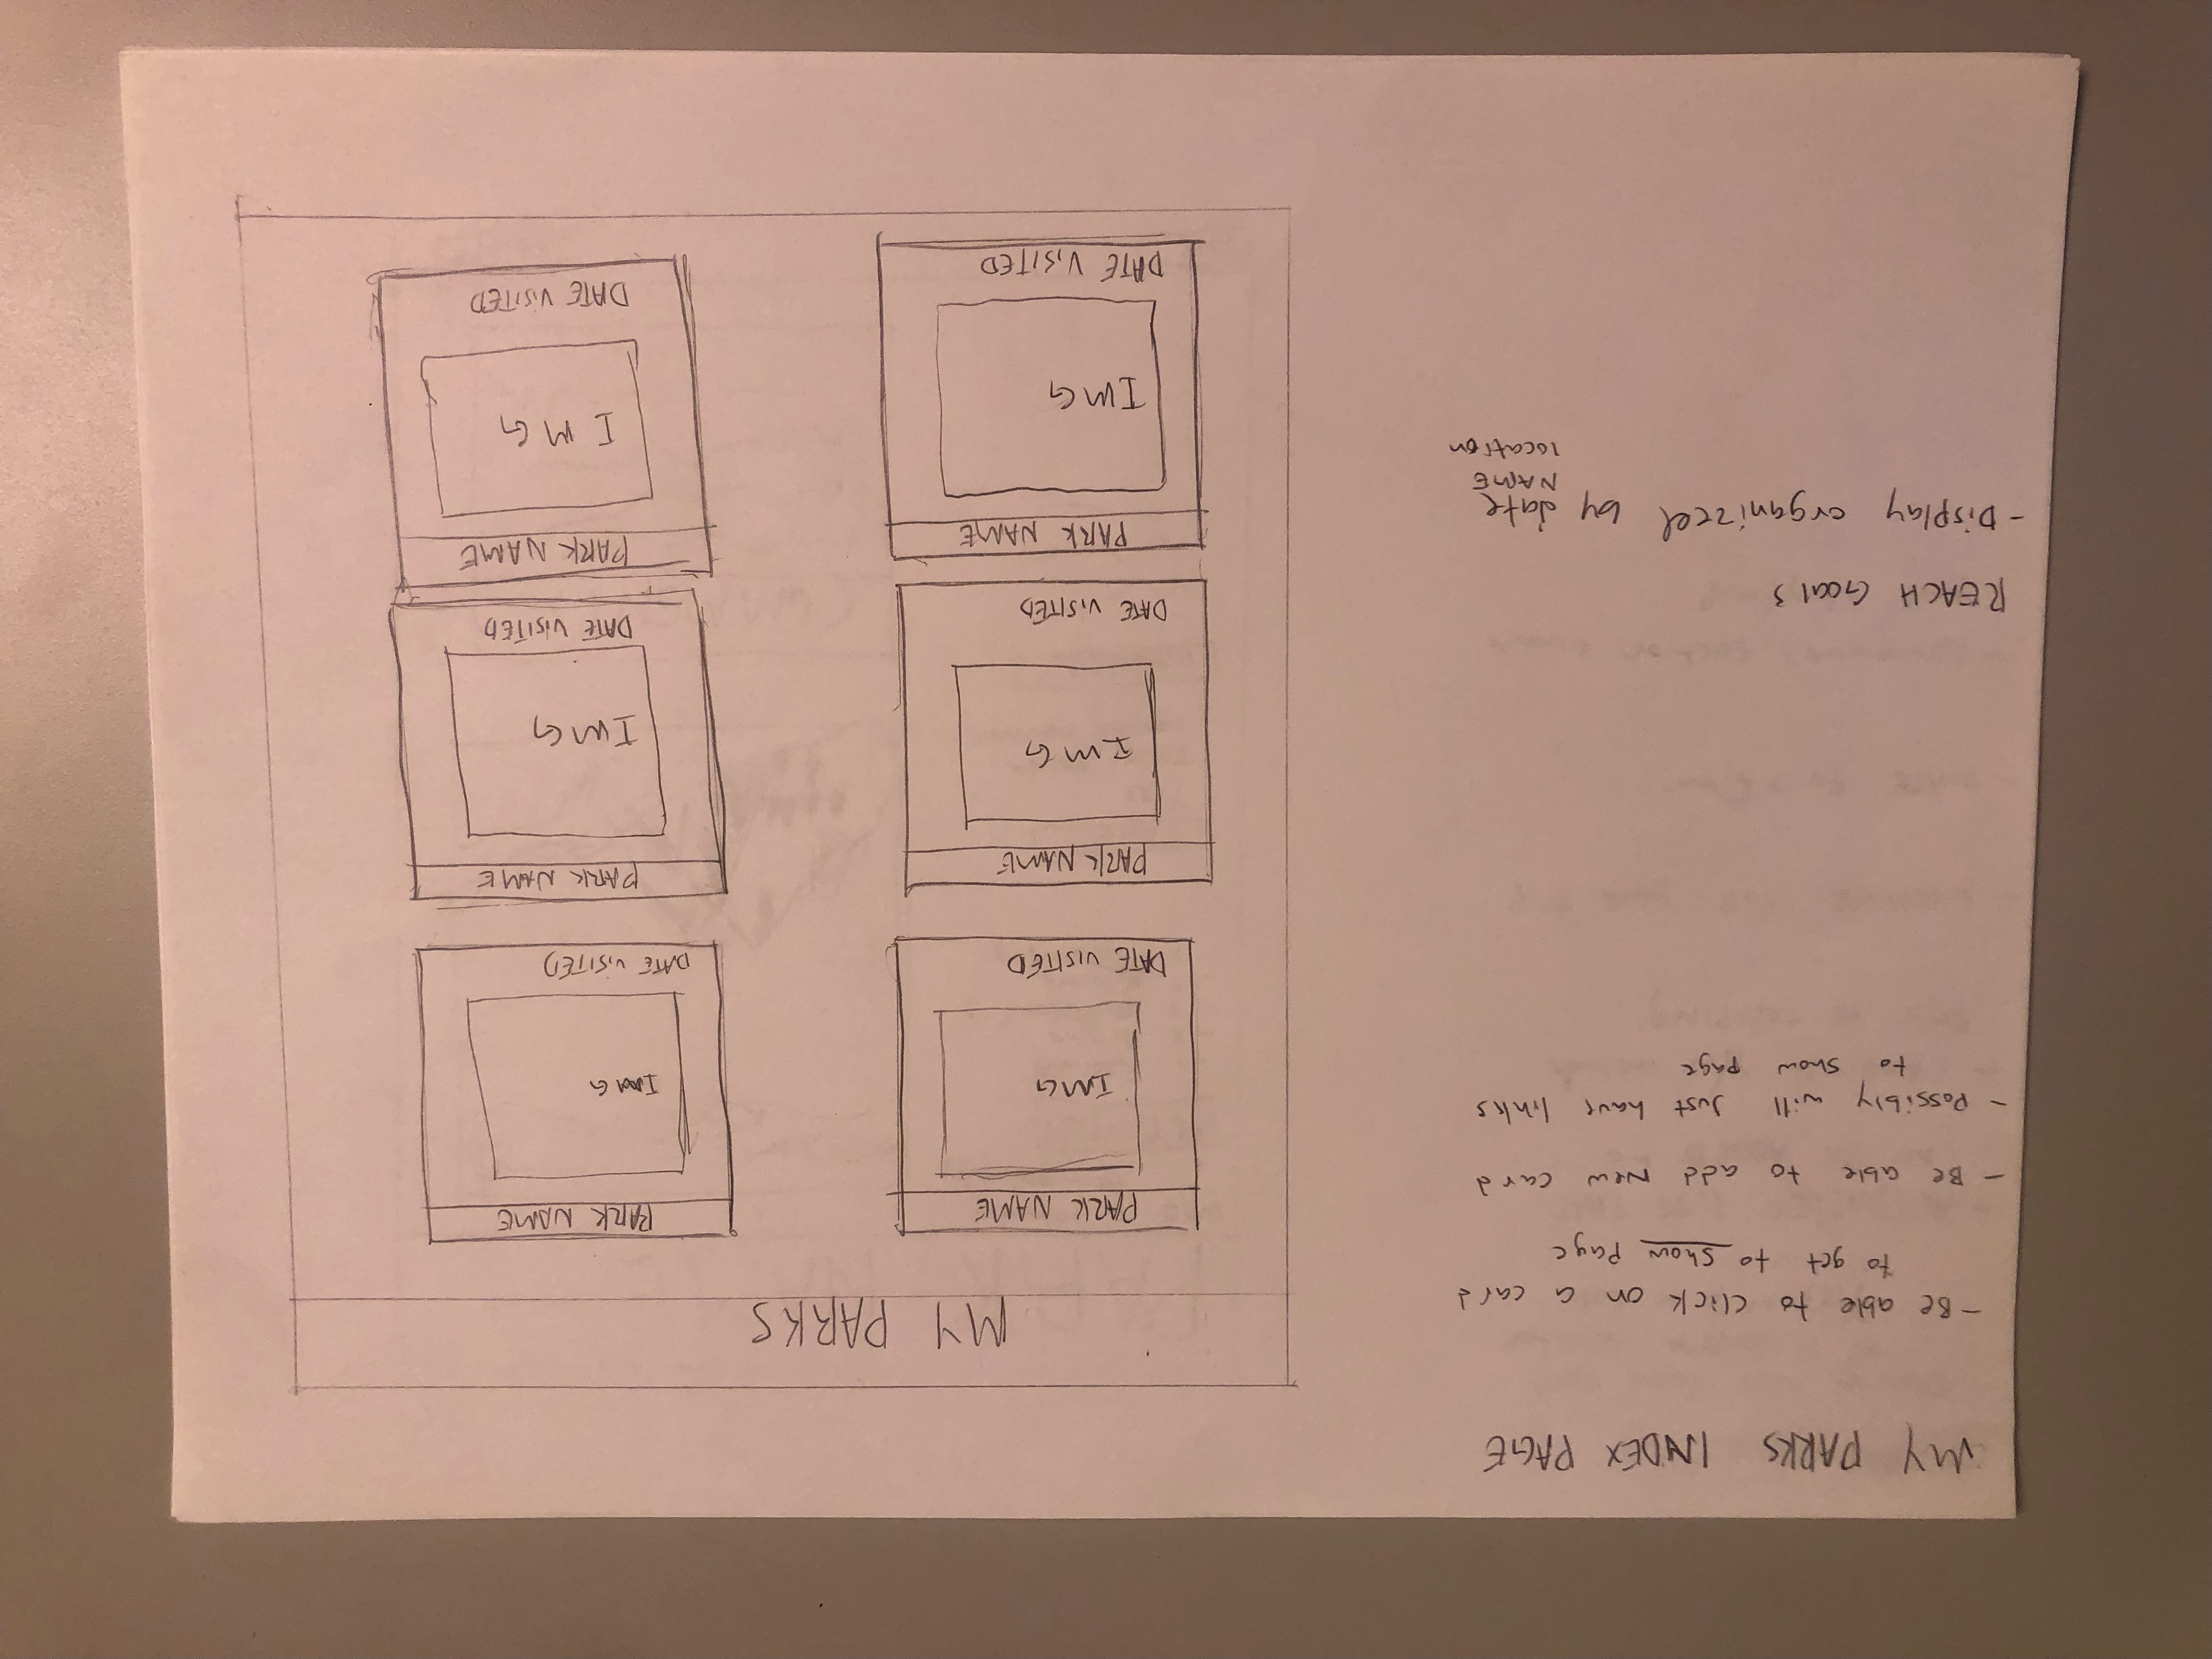 MY PARKS INDEX PAGE
- Be able to click on a card
to get to show page
- Be able to add New card
- Possibly will Just have links
to show page
REACH Goals
- Display organized by date
NAME
location
MY PARKS
PARK NAME
IMG
DATE VISITED
PARK NAME
IMG
DATE VISITED
PARK NAME
IMG
DATE VISITED
PARK NAME
IMG
DATE VISITED
PARK NAME
IMG
DATE VISITED
PARK NAME
IMG
DATE VISITED